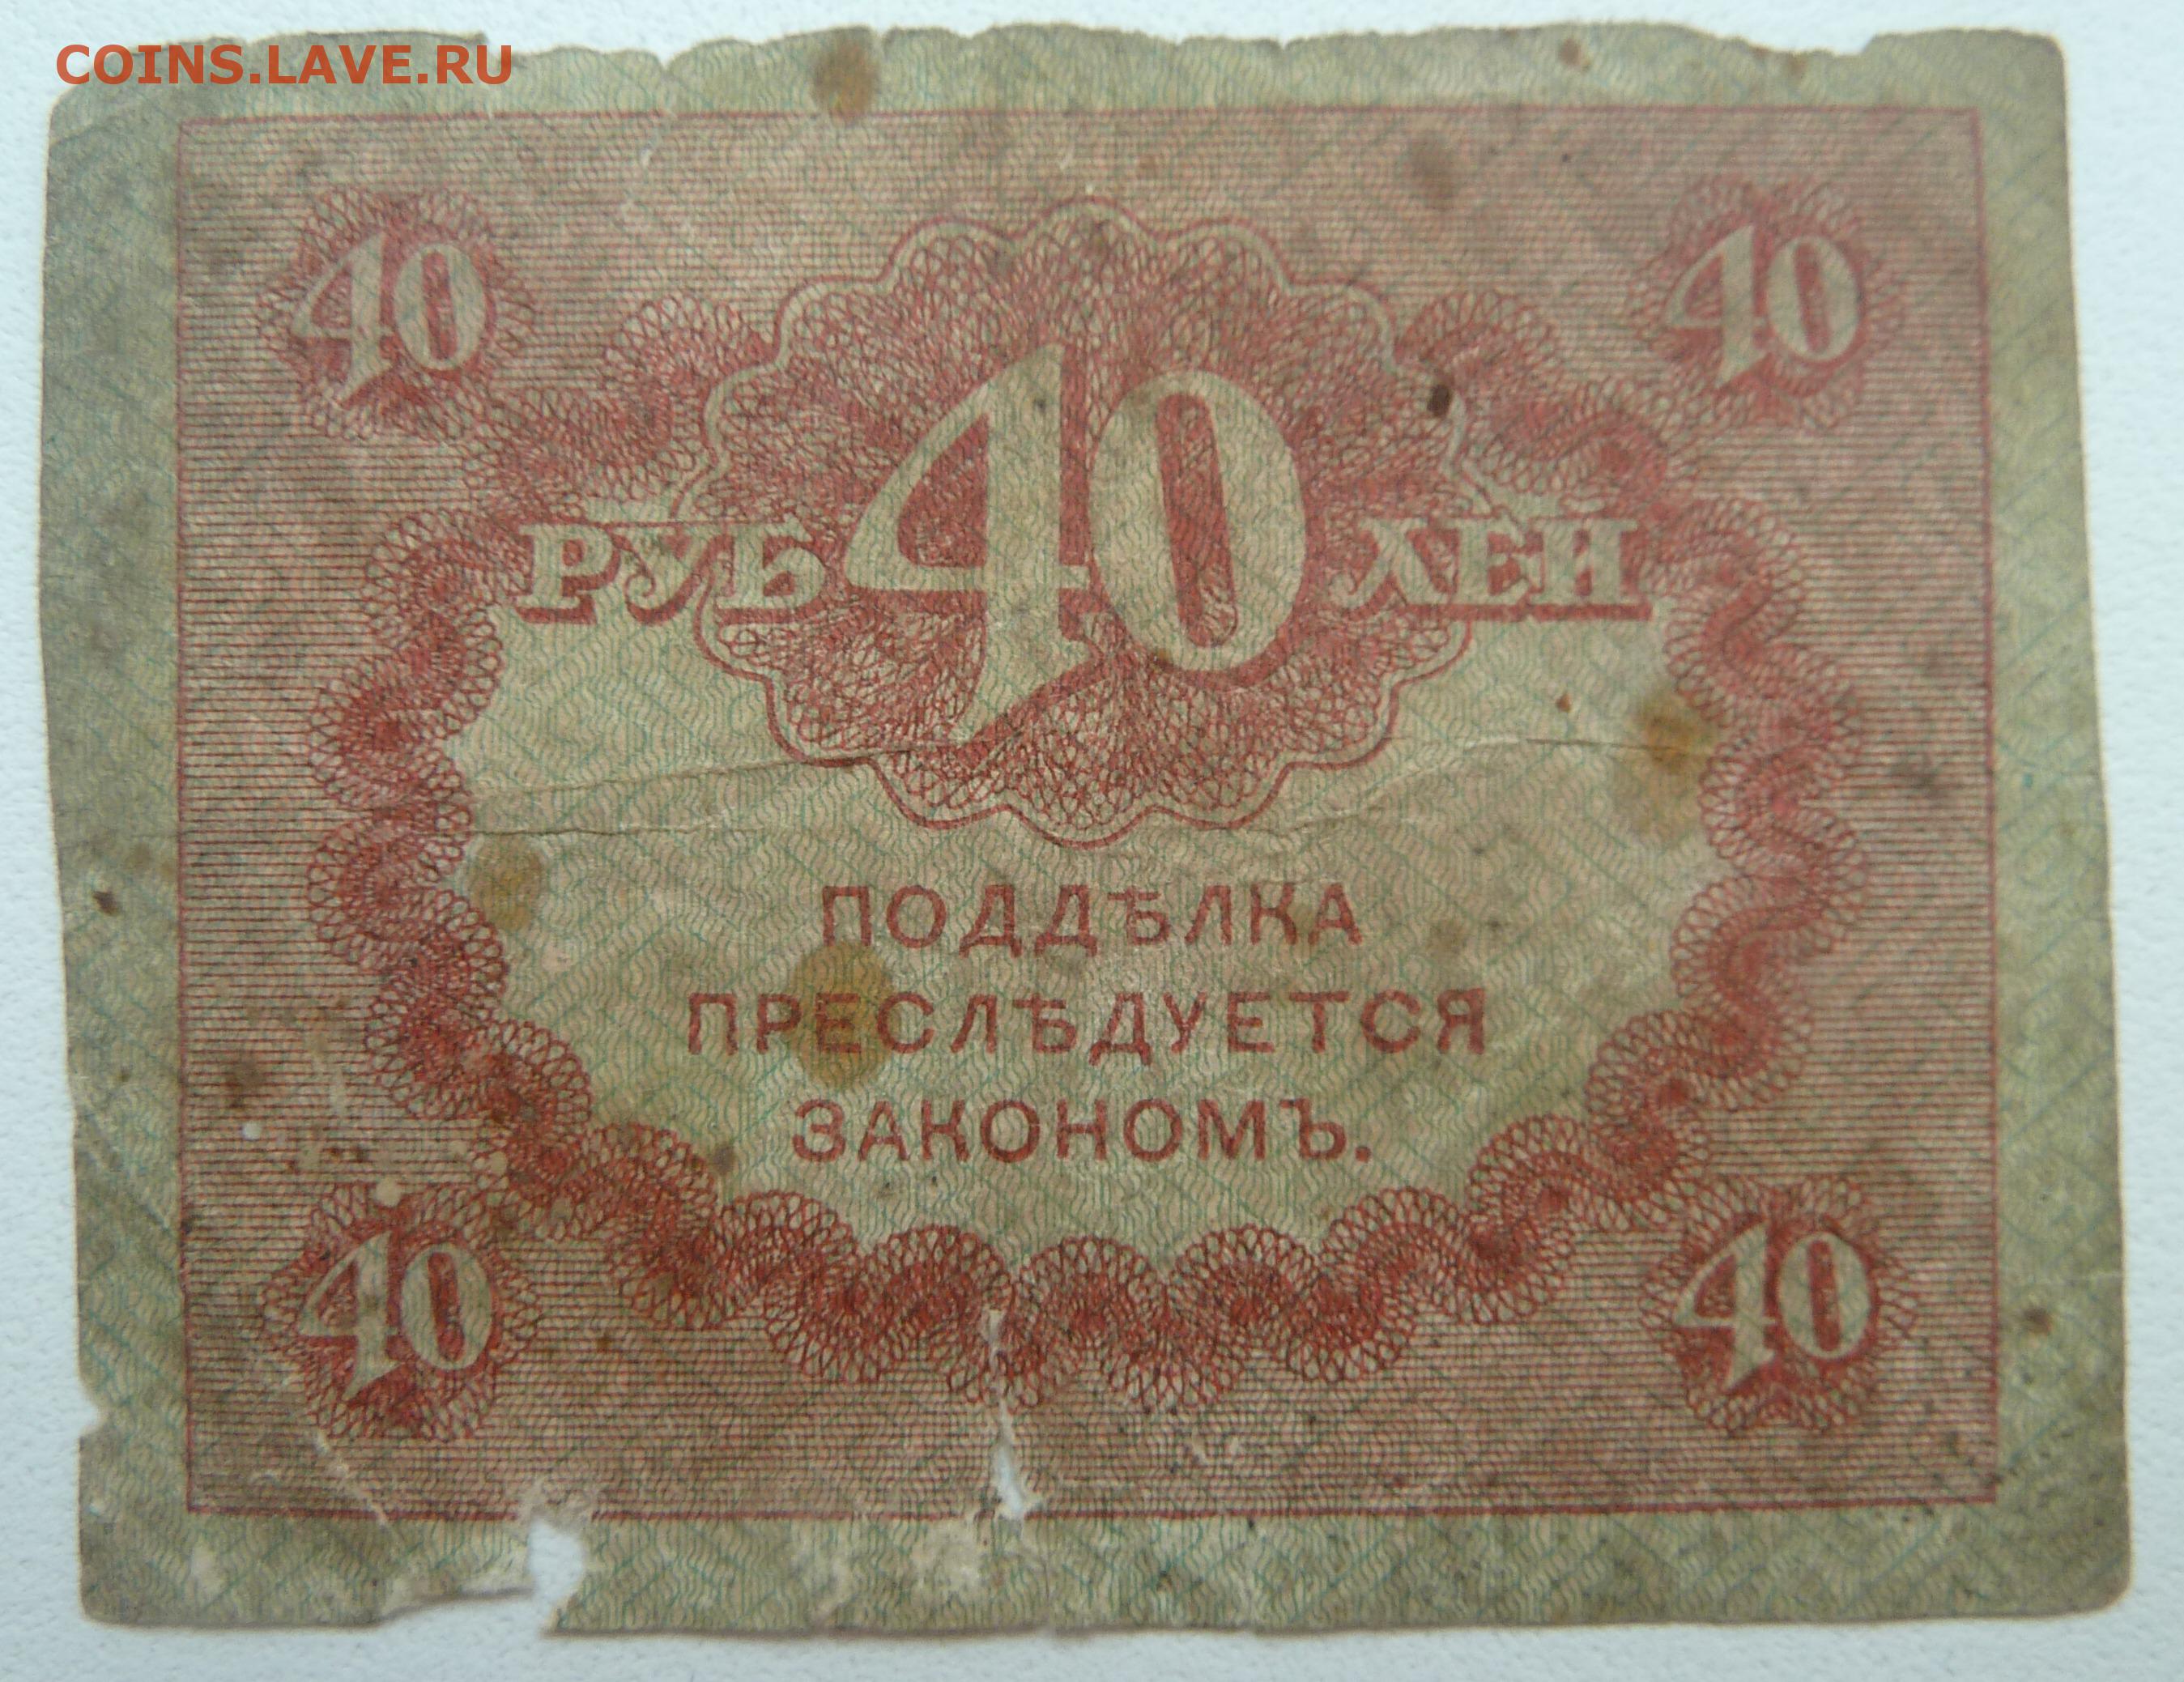 COINS.LAVE.RU
40 40
РУБ 40 ЛЕЙ
ПОДДѢЛКА
ПРЕСЛѢДУЕТСЯ
ЗАКОНОМЪ.
40 40